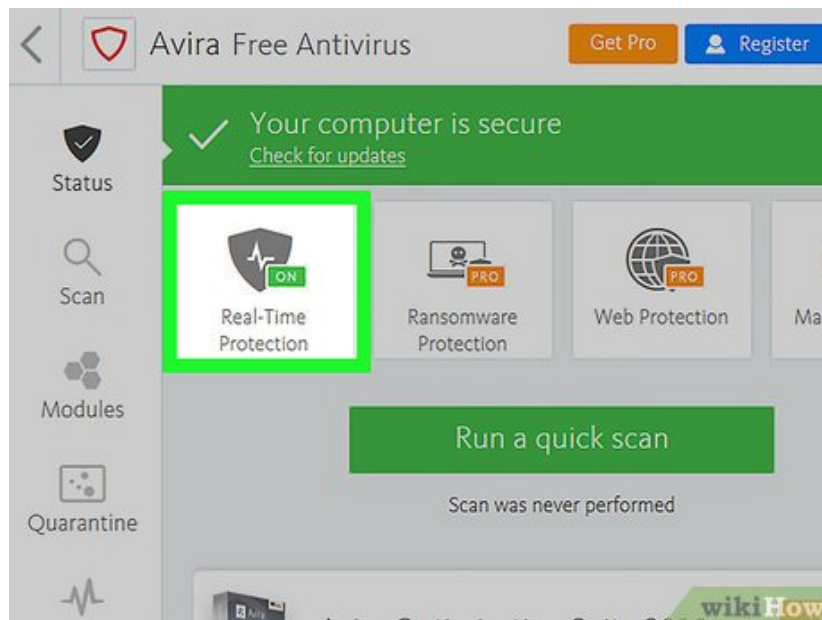 Avira Free Antivirus
Get Pro
Register
Your computer is secure
Check for updates
Status
Scan
Modules
Quarantine
ON
Real-Time
Protection
PRO
Ransomware
Protection
PRO
Web Protection
Ma
Run a quick scan
Scan was never performed
wikiHow